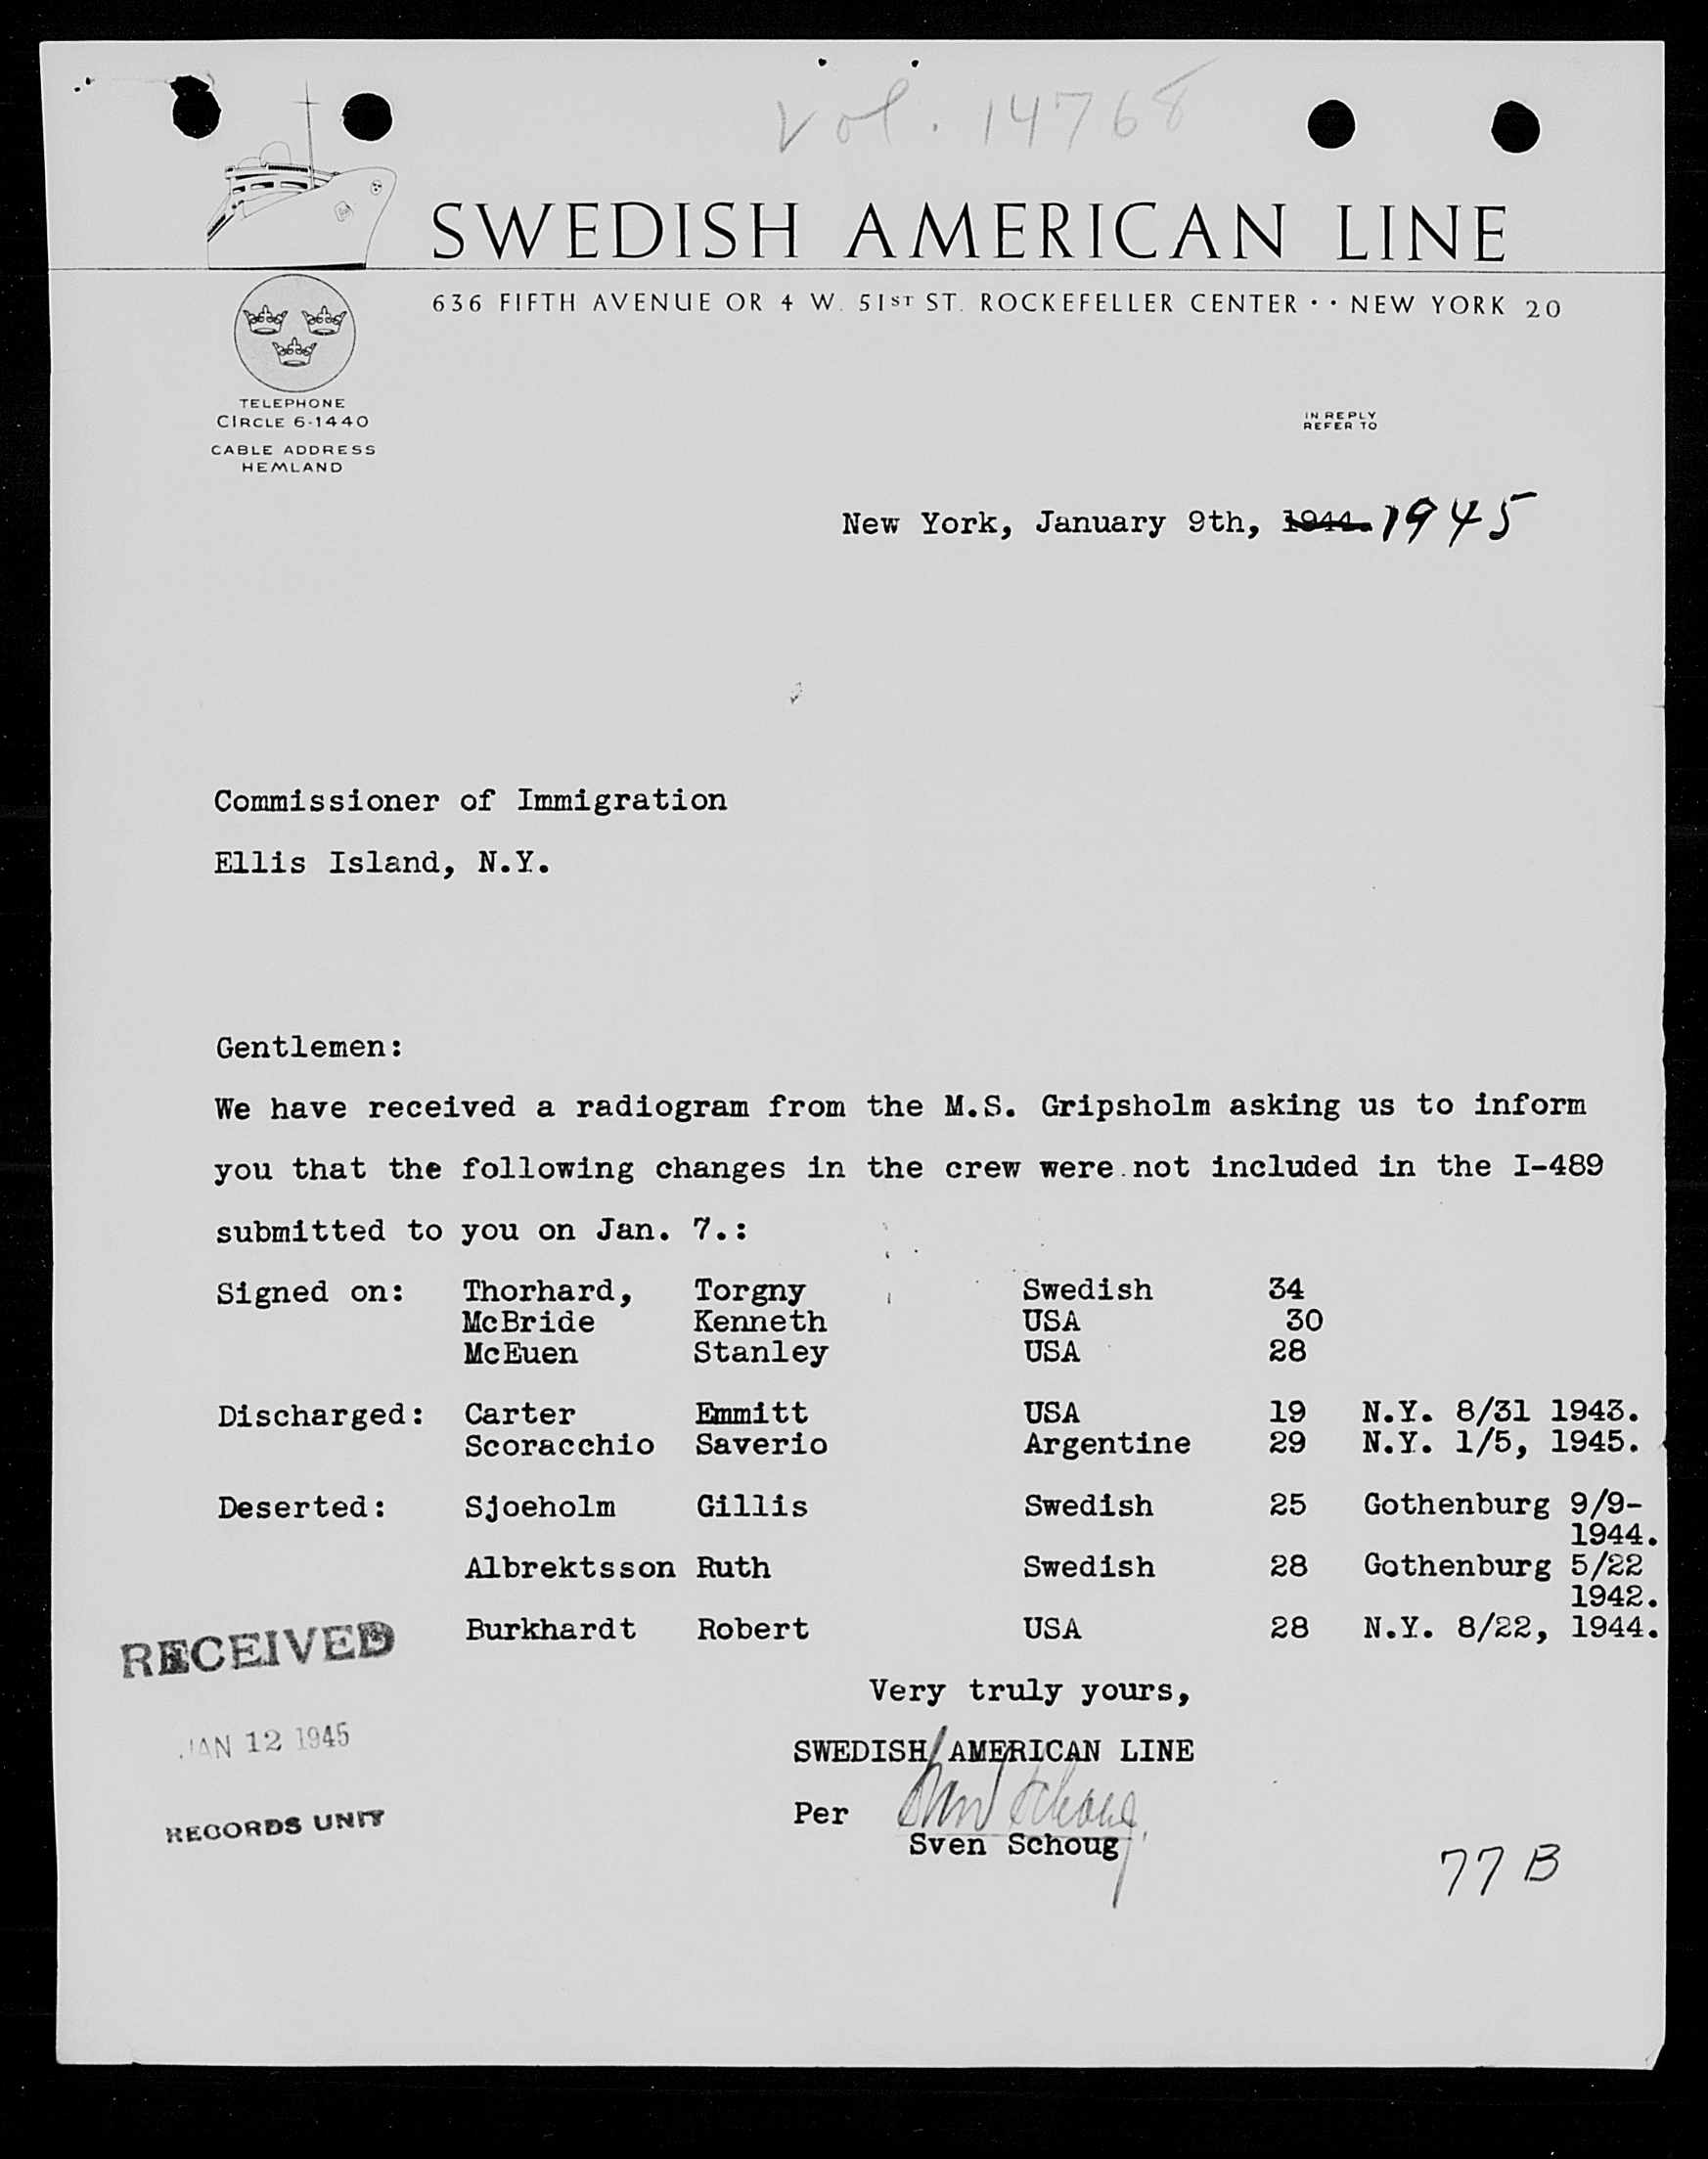 Vol. 14768
SWEDISH AMERICAN LINE
636 FIFTH AVENUE OR 4 W. 51ST ST. ROCKEFELLER CENTER · · NEW YORK 20
TELEPHONE
CIRCLE 6-1440
CABLE ADDRESS
HEMLAND
IN REPLY
REFER TO
New York, January 9th, 1944. 1945
Commissioner of Immigration
Ellis Island, N.Y.
Gentlemen:
We have received a radiogram from the M.S. Gripsholm asking us to inform
you that the following changes in the crew were not included in the I-489
submitted to you on Jan. 7.:
Signed on: Thorhard, Torgny Swedish 34
McBride Kenneth USA 30
McEuen Stanley USA 28
Discharged: Carter Emmitt USA 19 N.Y. 8/31 1943.
Scoracchio Saverio Argentine 29 N.Y. 1/5, 1945.
Deserted: Sjoeholm Gillis Swedish 25 Gothenburg 9/9-
1944.
Albrektsson Ruth Swedish 28 Gothenburg 5/22
1942.
Burkhardt Robert USA 28 N.Y. 8/22, 1944.
RECEIVED
JAN 12 1945
RECORDS UNIT
Very truly yours,
SWEDISH AMERICAN LINE
Per Sven Schoug
Sven Schoug
77 B